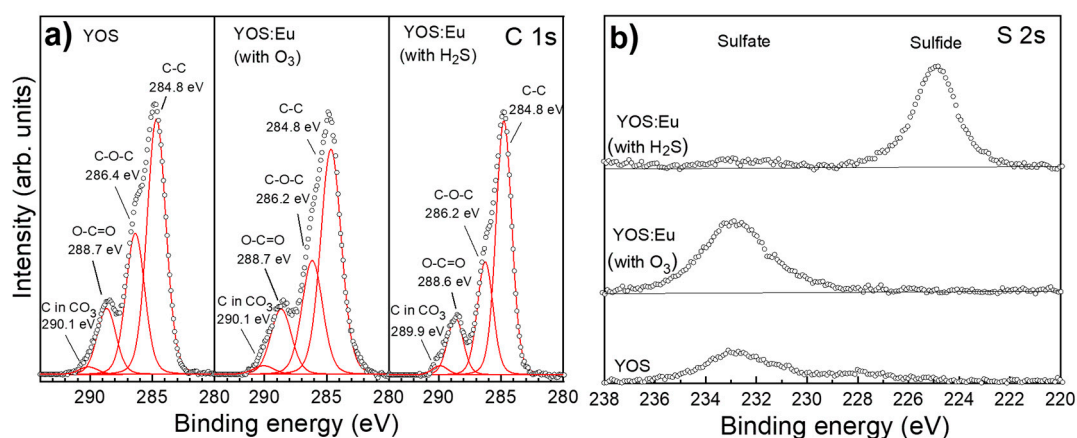 a)
YOS
C-C
284.8 eV
C-O-C
286.4 eV
O-C=O
288.7 eV
C in CO₃
290.1 eV
YOS:Eu
(with O₃)
C-C
284.8 eV
C-O-C
286.2 eV
O-C=O
288.7 eV
C in CO₃
290.1 eV
YOS:Eu
(with H₂S)
C 1s
C-C
284.8 eV
C-O-C
286.2 eV
O-C=O
288.6 eV
C in CO₃
289.9 eV
Intensity (arb. units)
290 285 280 290 285 280 290 285 280
Binding energy (eV)
b)
Sulfate
Sulfide
S 2s
YOS:Eu
(with H₂S)
YOS:Eu
(with O₃)
YOS
238 236 234 232 230 228 226 224 222 220
Binding energy (eV)